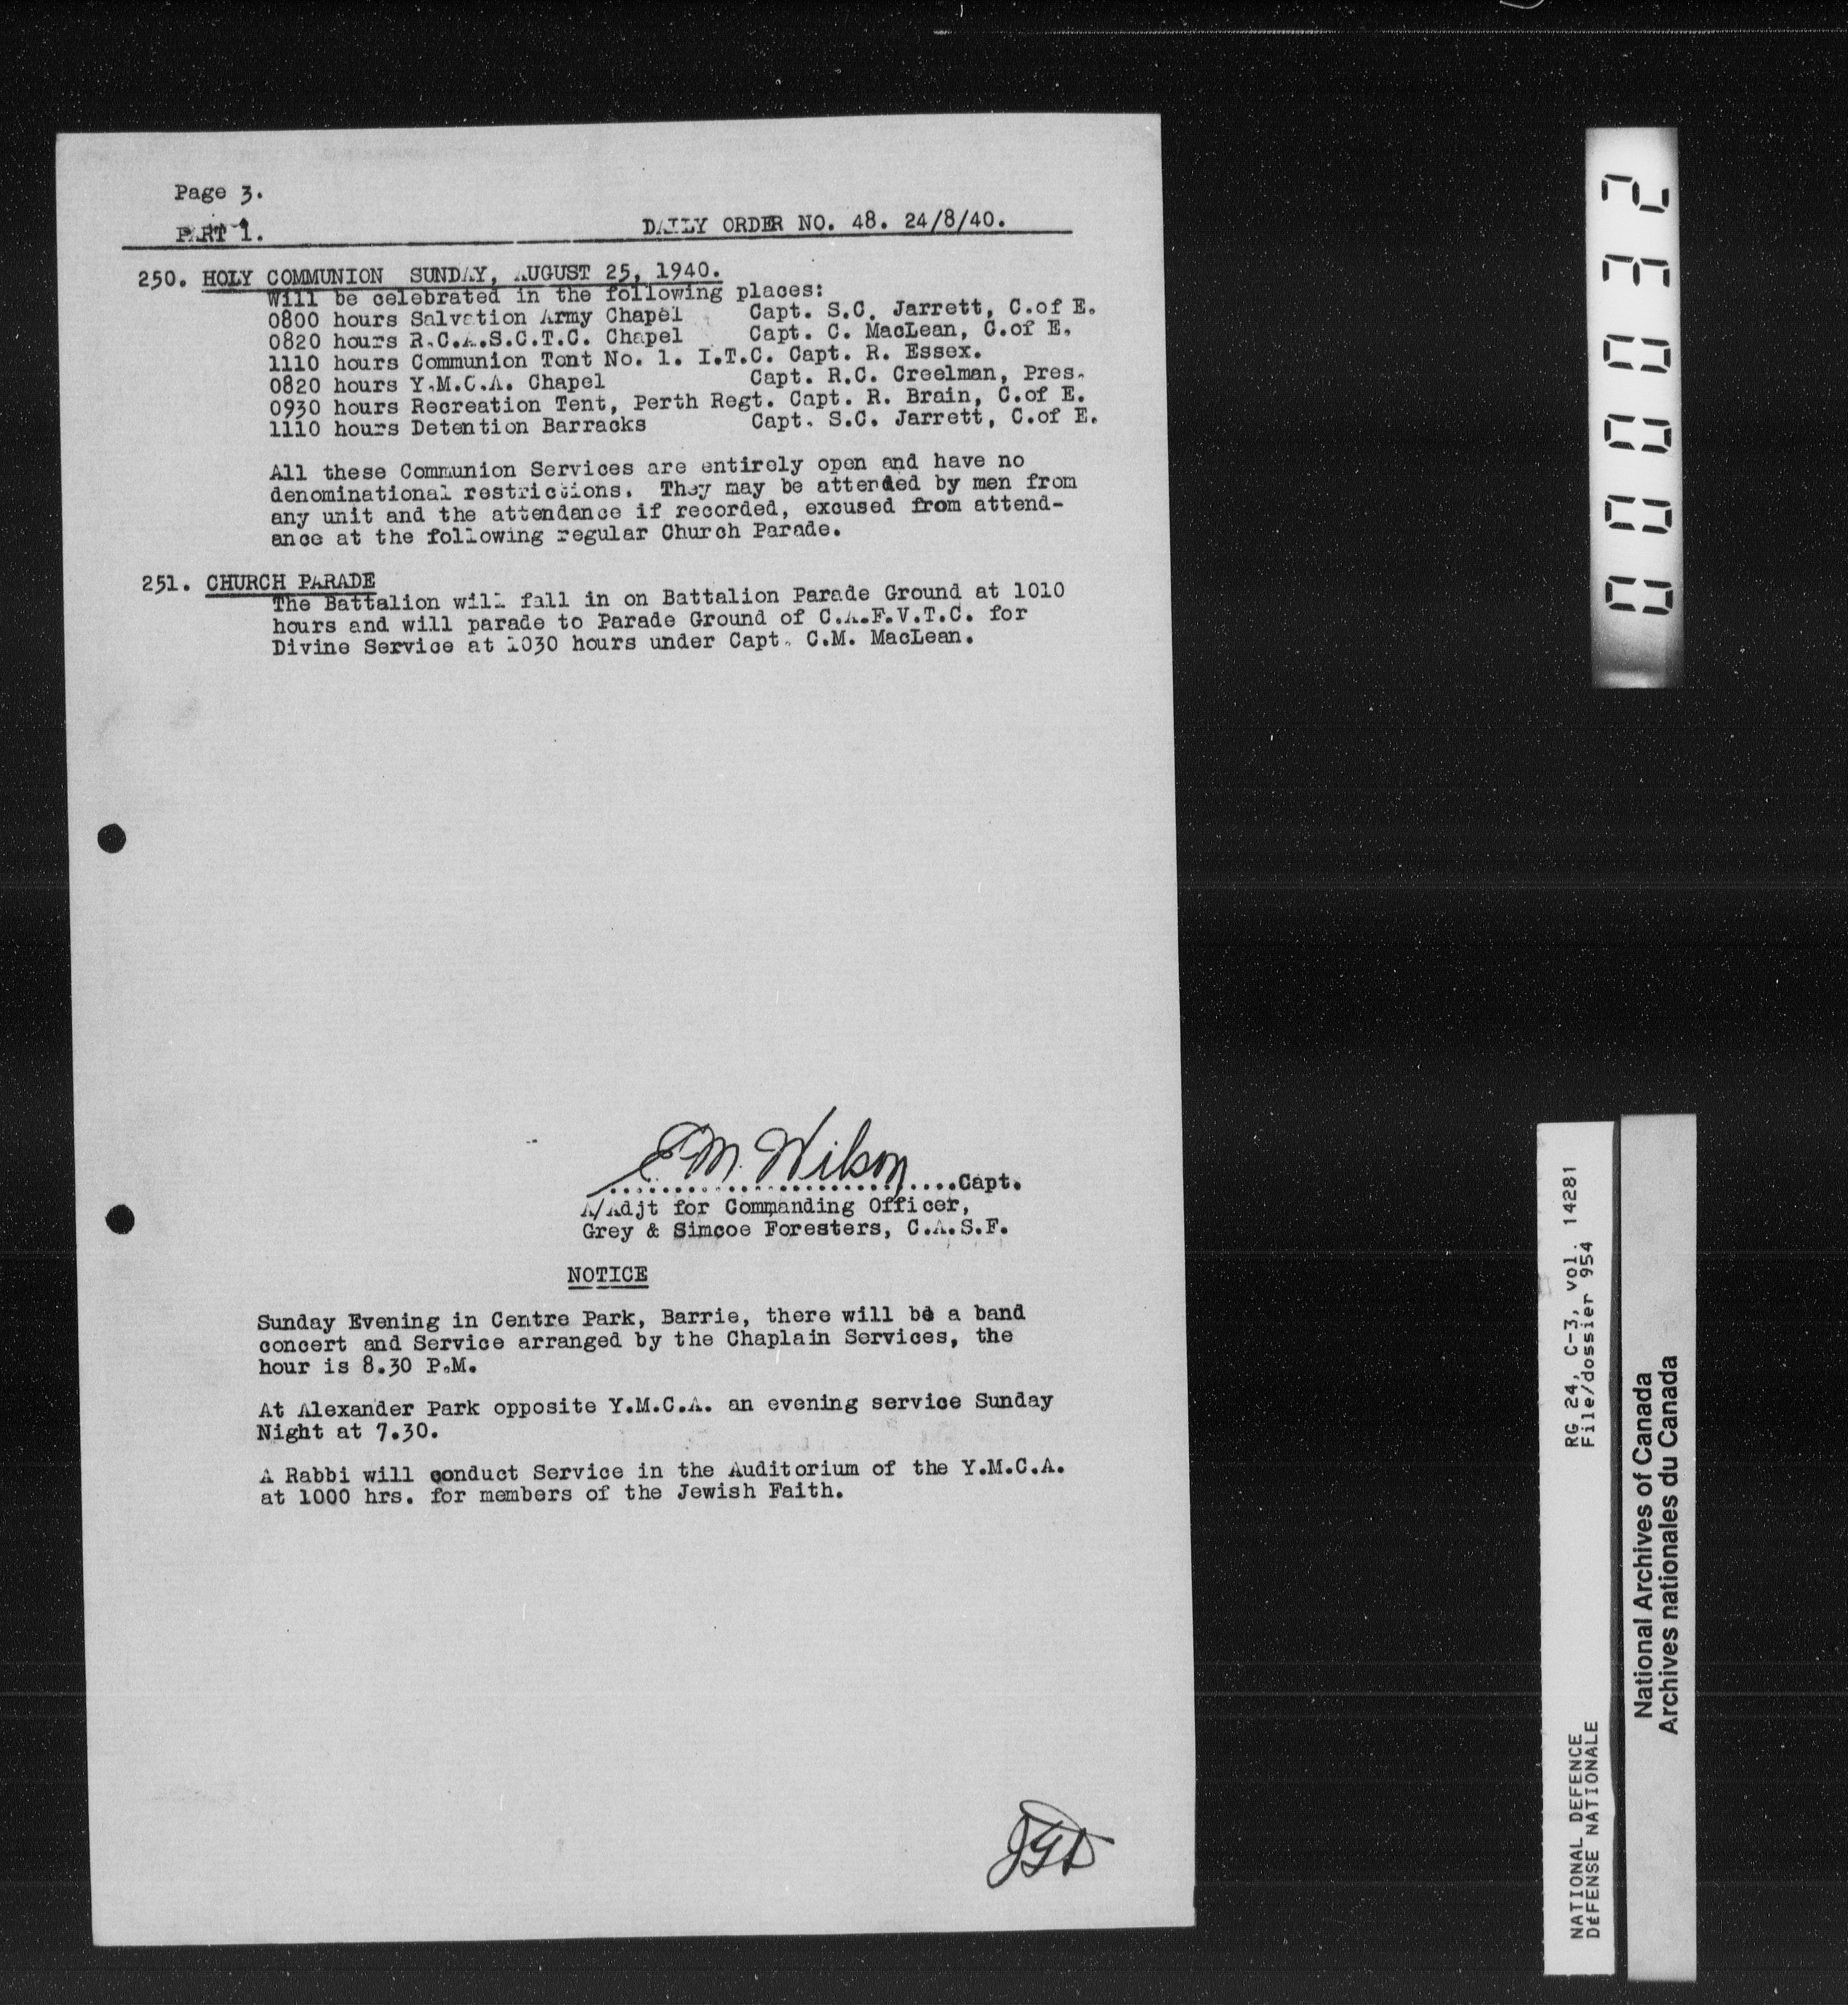 Page 3.
PART 1. DAILY ORDER NO. 48. 24/8/40.
250. HOLY COMMUNION SUNDAY, AUGUST 25, 1940.
Will be celebrated in the following places:
0800 hours Salvation Army Chapel Capt. S.C. Jarrett, C.of E.
0820 hours R.C.A.S.C.T.C. Chapel Capt. C. MacLean, C.of E.
1110 hours Communion Tent No. 1. I.T.C. Capt. R. Essex.
0820 hours Y.M.C.A. Chapel Capt. R.C. Creelman, Pres.
0930 hours Recreation Tent, Perth Regt. Capt. R. Brain, C.of E.
1110 hours Detention Barracks Capt. S.C. Jarrett, C.of E.
All these Communion Services are entirely open and have no
denominational restrictions. They may be attended by men from
any unit and the attendance if recorded, excused from attend-
ance at the following regular Church Parade.
251. CHURCH PARADE
The Battalion will fall in on Battalion Parade Ground at 1010
hours and will parade to Parade Ground of C.A.F.V.T.C. for
Divine Service at 1030 hours under Capt. C.M. MacLean.
E M. Wilson
....Capt.
A/Adjt for Commanding Officer,
Grey & Simcoe Foresters, C.A.S.F.
NOTICE
Sunday Evening in Centre Park, Barrie, there will be a band
concert and Service arranged by the Chaplain Services, the
hour is 8.30 P.M.
At Alexander Park opposite Y.M.C.A. an evening service Sunday
Night at 7.30.
A Rabbi will conduct Service in the Auditorium of the Y.M.C.A.
at 1000 hrs. for members of the Jewish Faith.
000032
NATIONAL DEFENCE RG 24, C-3, vol. 14281
DéFENSE NATIONALE File/dossier 954
National Archives of Canada
Archives nationales du Canada